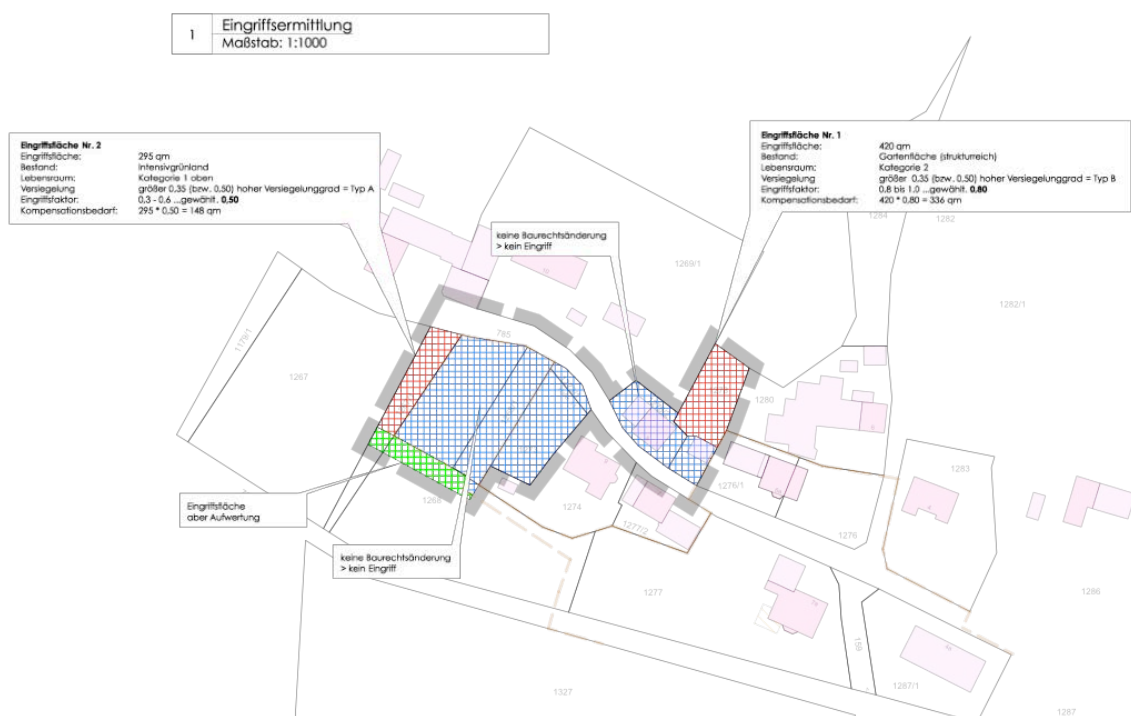 1
Eingriffsermittlung
Maßstab: 1:1000
Eingriffsfläche Nr. 2
Eingriffsfläche: 295 qm
Bestand: Intensivgrünland
Lebensraum: Kategorie 1 oben
Versiegelung größer 0,35 (bzw. 0,50) hoher Versiegelunggrad = Typ A
Eingriffsfaktor: 0,3 - 0,6 ...gewählt. 0,50
Kompensationsbedarf: 295 * 0,50 = 148 qm
Eingriffsfläche Nr. 1
Eingriffsfläche: 420 qm
Bestand: Gartenfläche (strukturreich)
Lebensraum: Kategorie 2
Versiegelung größer 0,35 (bzw. 0,50) hoher Versiegelunggrad = Typ B
Eingriffsfaktor: 0,8 bis 1,0 ...gewählt. 0,80
Kompensationsbedarf: 420 * 0,80 = 336 qm
keine Baurechtsänderung
> kein Eingriff
1284
1282
1269/1
1282/1
785
1179/1
1267
1280
1283
1268
Eingriffsfläche
aber Aufwertung
1274
1276/1
1277/2
1276
keine Baurechtsänderung
> kein Eingriff
1277
1286
159
1287/1
1327
1287